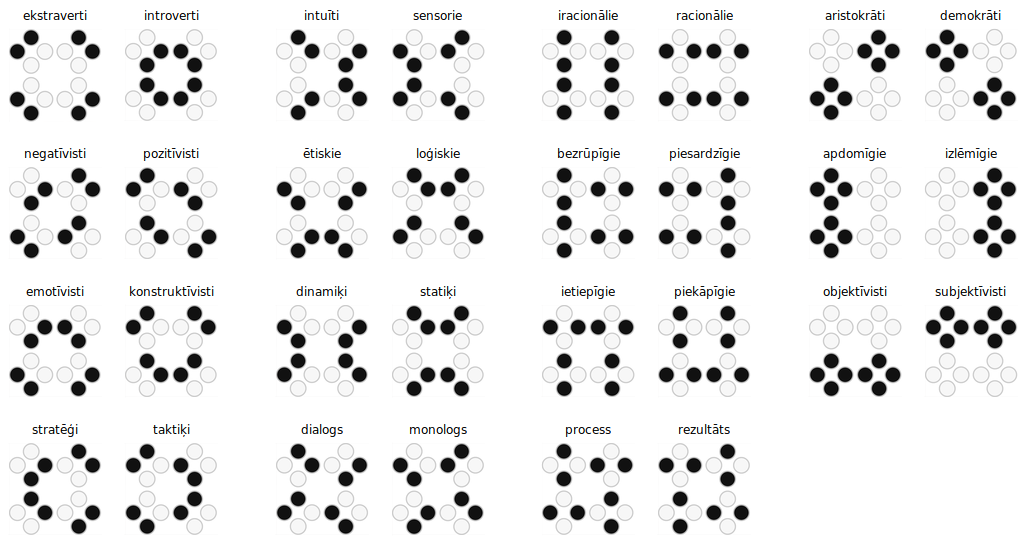 ekstraverti introverti intuīti sensorie iracionālie racionālie aristokrāti demokrāti
negatīvisti pozitīvisti ētiskie loģiskie bezrūpīgie piesardzīgie apdomīgie izlēmīgie
emotīvisti konstruktīvisti dinamiķi statiķi ietiepīgie piekāpīgie objektīvisti subjektīvisti
stratēģi taktiķi dialogs monologs process rezultāts